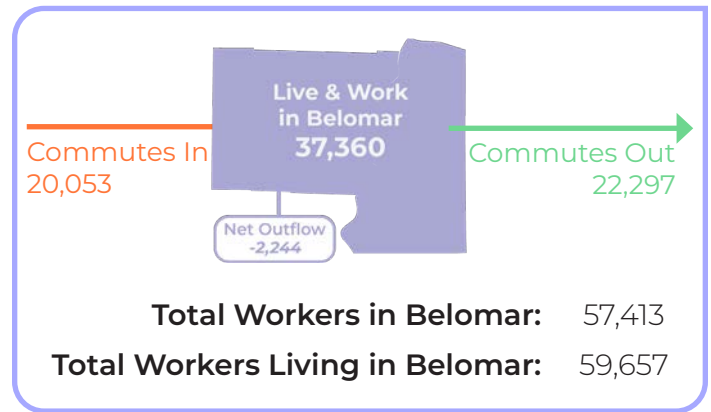 Live & Work
in Belomar
37,360
Commutes In
20,053
Commutes Out
22,297
Net Outflow
-2,244
Total Workers in Belomar: 57,413
Total Workers Living in Belomar: 59,657